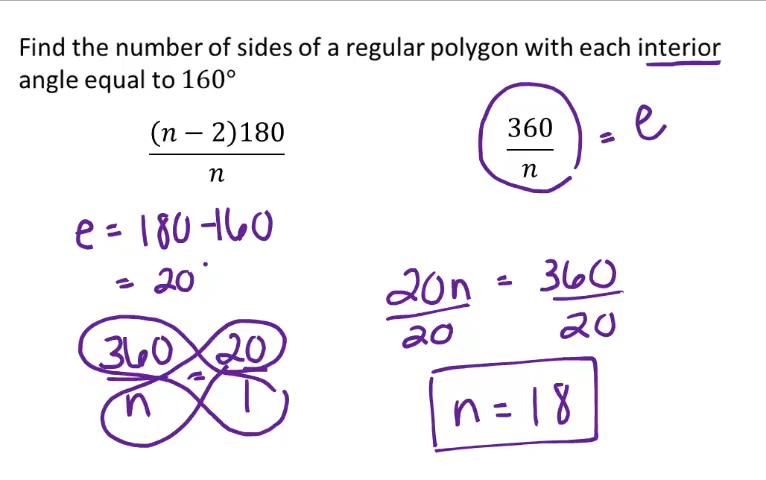 Find the number of sides of a regular polygon with each interior
angle equal to 160°
(n − 2)180
n
360
n
= e
e = 180-160
= 20°
360 = 20
n 1
20n = 360
20 20
n = 18